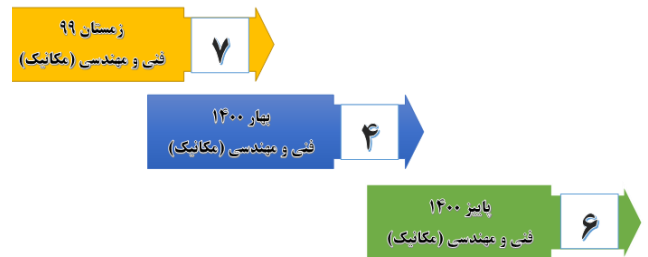 زمستان ۹۹
فنی و مهندسی (مکانیک)
۷
بهار ۱۴۰۰
فنی و مهندسی (مکانیک)
۴
پاییز ۱۴۰۰
فنی و مهندسی (مکانیک)
۶